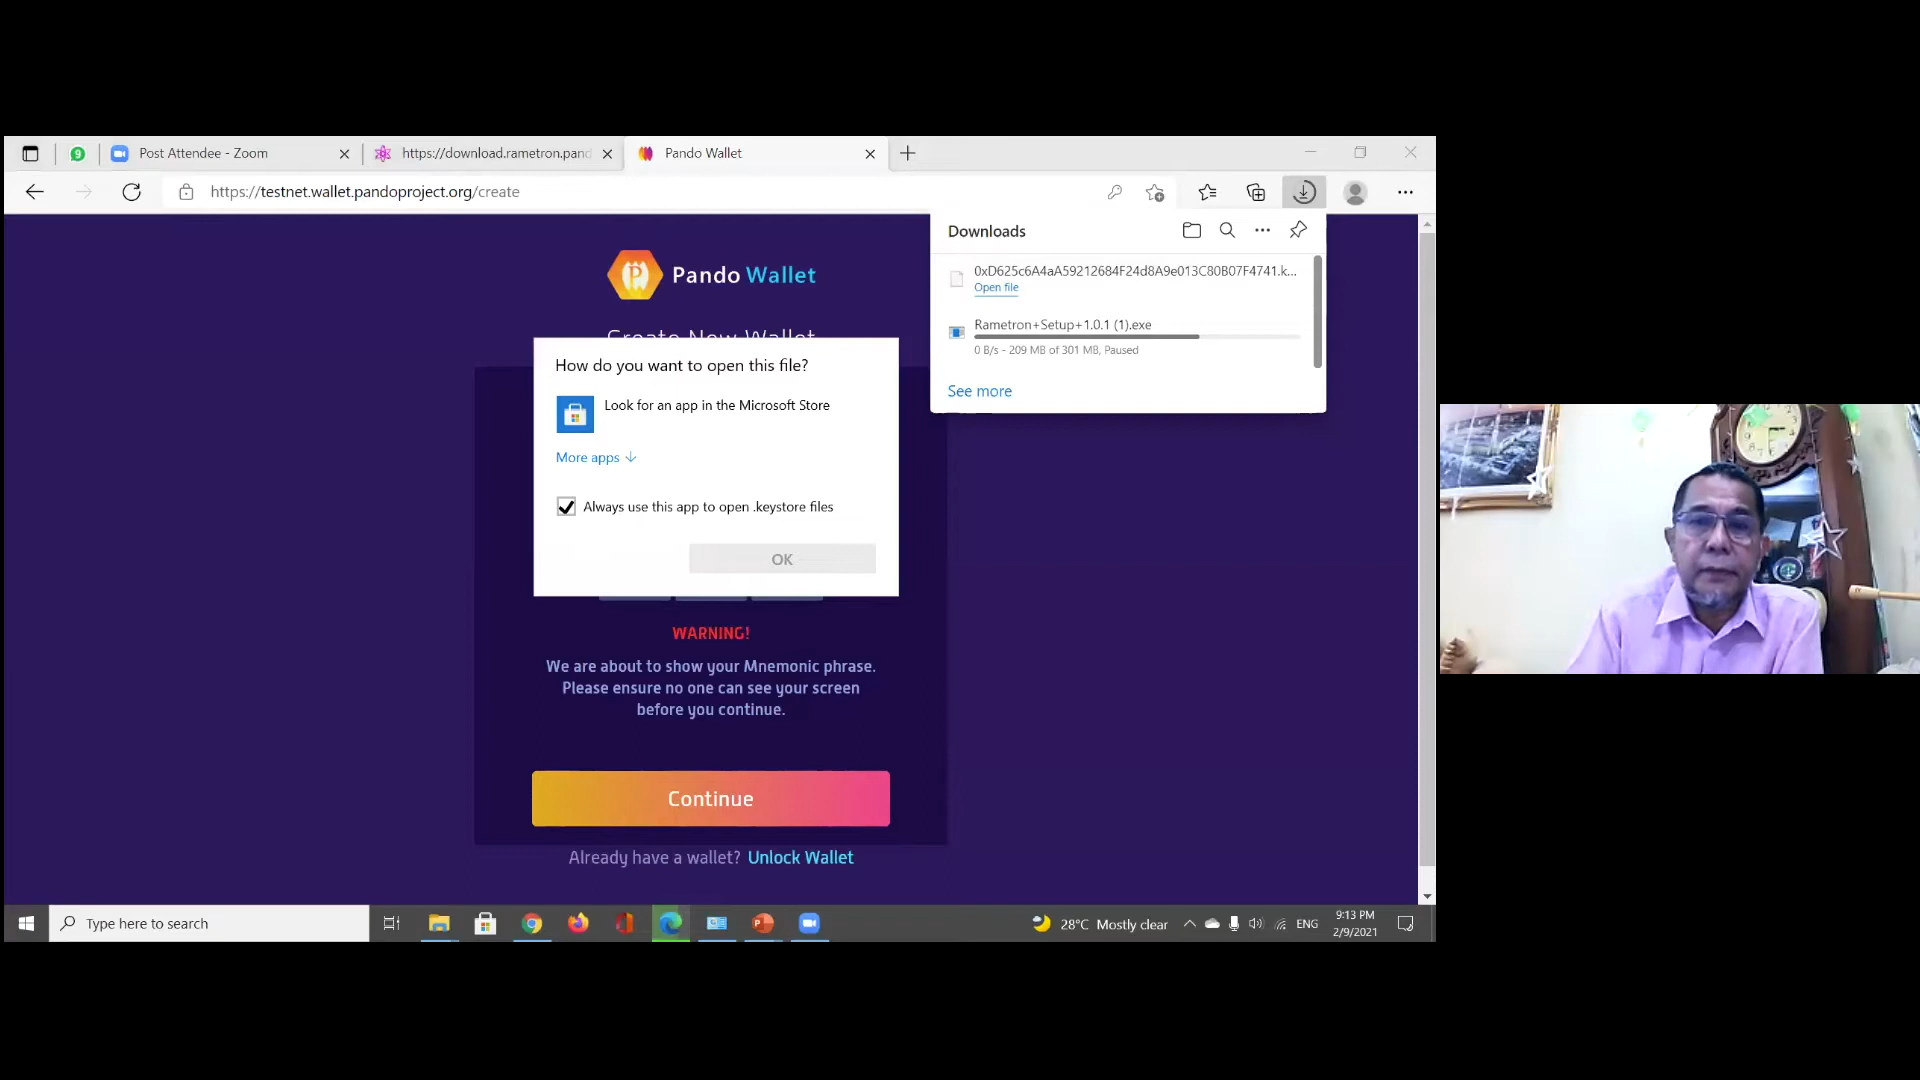 Post Attendee - Zoom
https://download.rametron.pand
Pando Wallet
https://testnet.wallet.pandoproject.org/create
Downloads
0xD625c6A4aA59212684F24d8A9e013C80B07F4741.k...
Open file
Rametron+Setup+1.0.1 (1).exe
0 B/s - 209 MB of 301 MB, Paused
See more
Pando Wallet
Create New Wallet
How do you want to open this file?
Look for an app in the Microsoft Store
More apps
Always use this app to open .keystore files
OK
WARNING!
We are about to show your Mnemonic phrase.
Please ensure no one can see your screen
before you continue.
Continue
Already have a wallet? Unlock Wallet
Type here to search
28°C Mostly clear
ENG
9:13 PM
2/9/2021